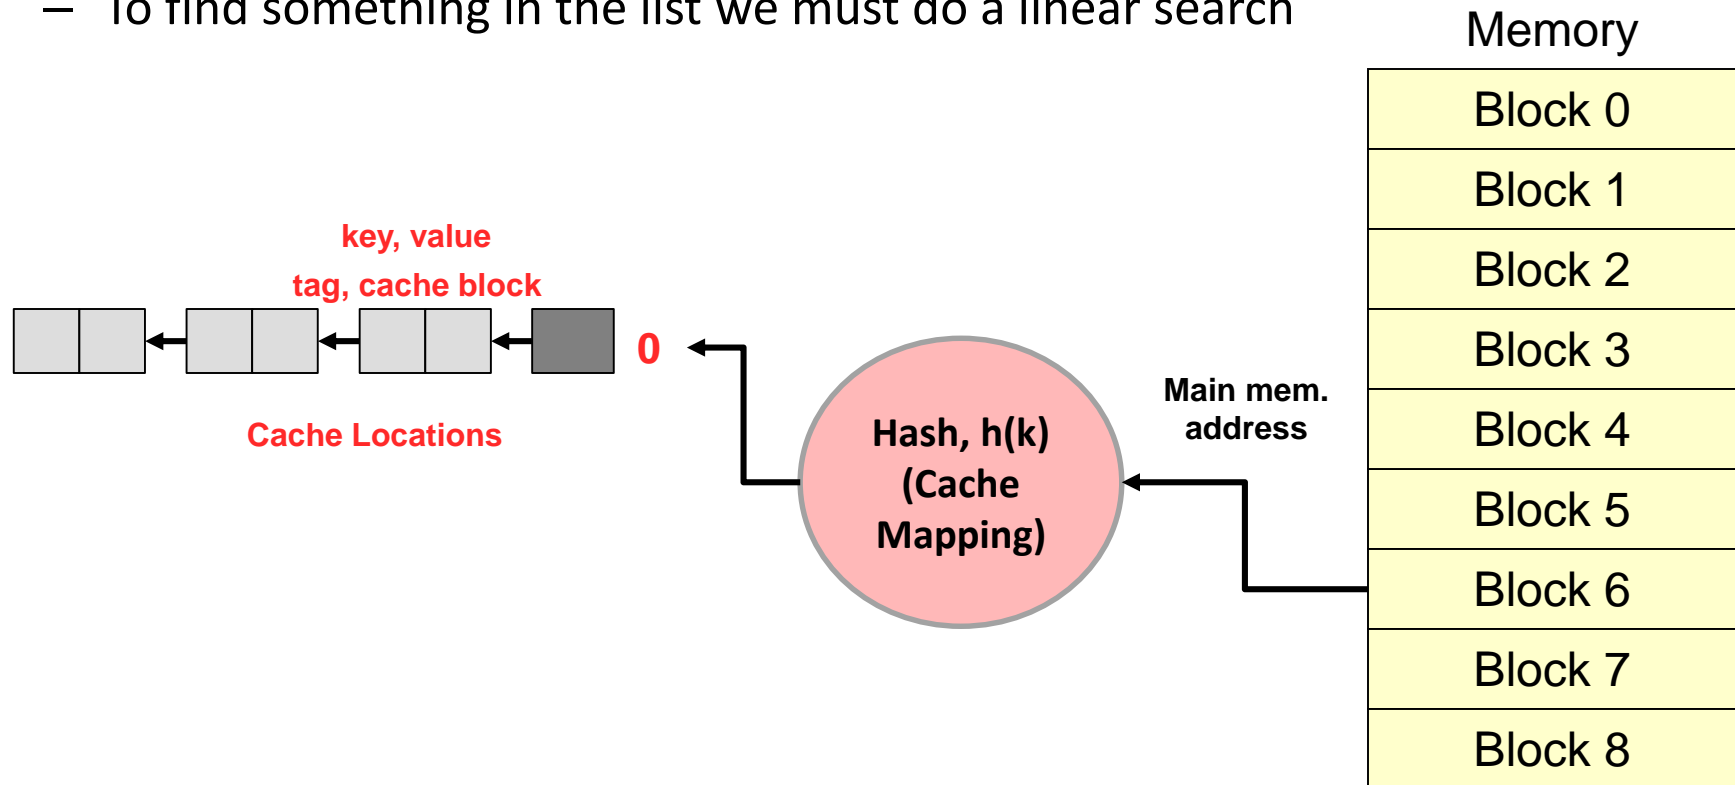 – To find something in the list we must do a linear search
Memory
Block 0
Block 1
Block 2
Block 3
Block 4
Block 5
Block 6
Block 7
Block 8
key, value
tag, cache block
0
Cache Locations
Hash, h(k)
(Cache
Mapping)
Main mem.
address